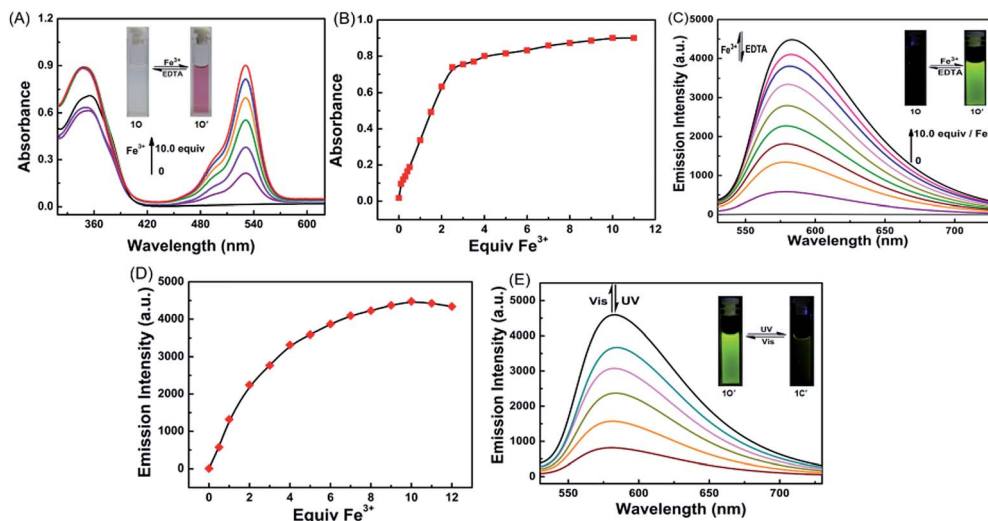 (A)
1.2
0.9
0.6
0.3
0.0
Absorbance
360 430 480 540 600
Wavelength (nm)
Fe³⁺
EDTA
1O 1O'
Fe³⁺
10.0 equiv
0
(B)
1.0
0.8
0.6
0.4
0.2
0.0
Absorbance
0 2 4 6 8 10 12
Equiv Fe³⁺
(C)
5000
4000
3000
2000
1000
0
Emission Intensity (a.u.)
550 600 650 700
Wavelength (nm)
Fe³⁺ EDTA
Fe³⁺
EDTA
1O 1O'
10.0 equiv / Fe
0
(D)
5000
4000
3000
2000
1000
0
Emission Intensity (a.u.)
0 2 4 6 8 10 12
Equiv Fe³⁺
(E)
5000
4000
3000
2000
1000
0
Emission Intensity (a.u.)
550 600 650 700
Wavelength (nm)
Vis UV
UV
Vis
1O' 1C'